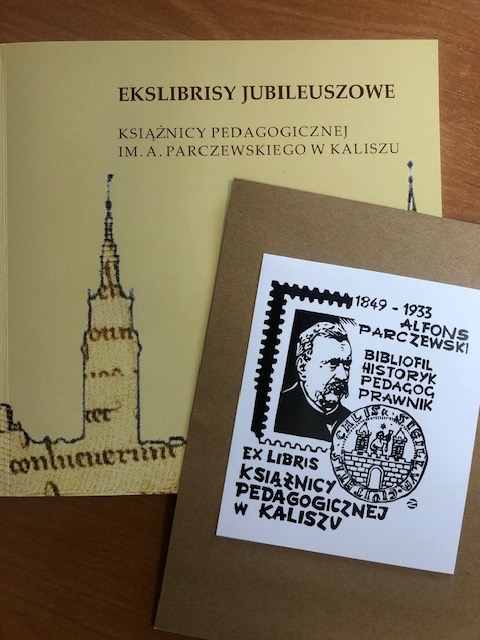 EKSLIBRISY JUBILEUSZOWE
KSIĄŻNICY PEDAGOGICZNEJ
IM. A. PARCZEWSKIEGO W KALISZU
consueuerunt
1849 - 1933
ALFONS
PARCZEWSKI
BIBLIOFIL
HISTORYK
PEDAGOG
PRAWNIK
EX LIBRIS
KSIĄŻNICY
PEDAGOGICZNEJ
W KALISZU